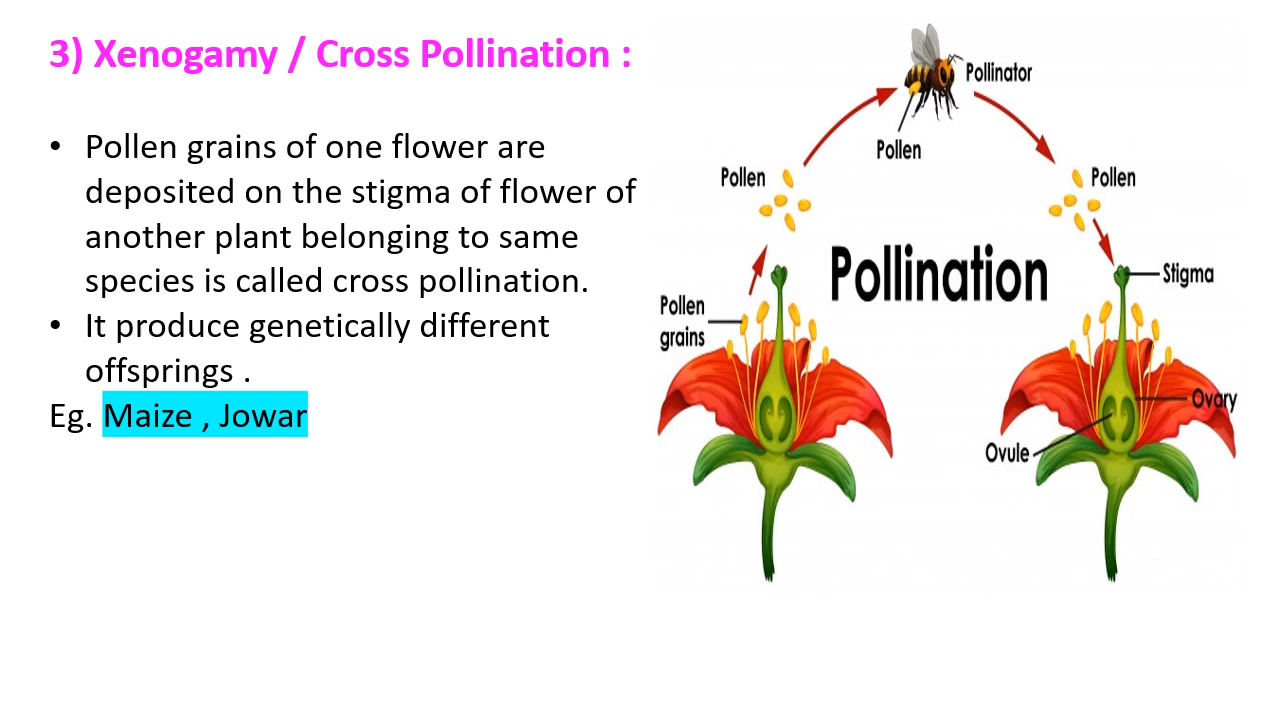 3) Xenogamy / Cross Pollination :
• Pollen grains of one flower are
deposited on the stigma of flower of
another plant belonging to same
species is called cross pollination.
• It produce genetically different
offsprings .
Eg. Maize , Jowar
Pollinator
Pollen
Pollen
Pollen
Pollination
Stigma
Pollen
grains
Ovary
Ovule